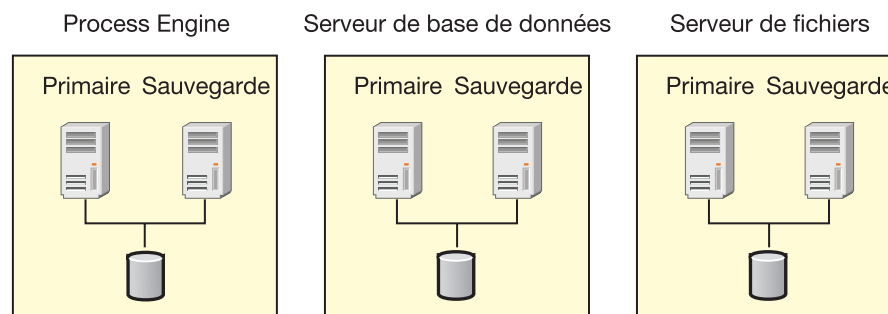 Process Engine
Serveur de base de données
Serveur de fichiers
Primaire Sauvegarde
Primaire Sauvegarde
Primaire Sauvegarde